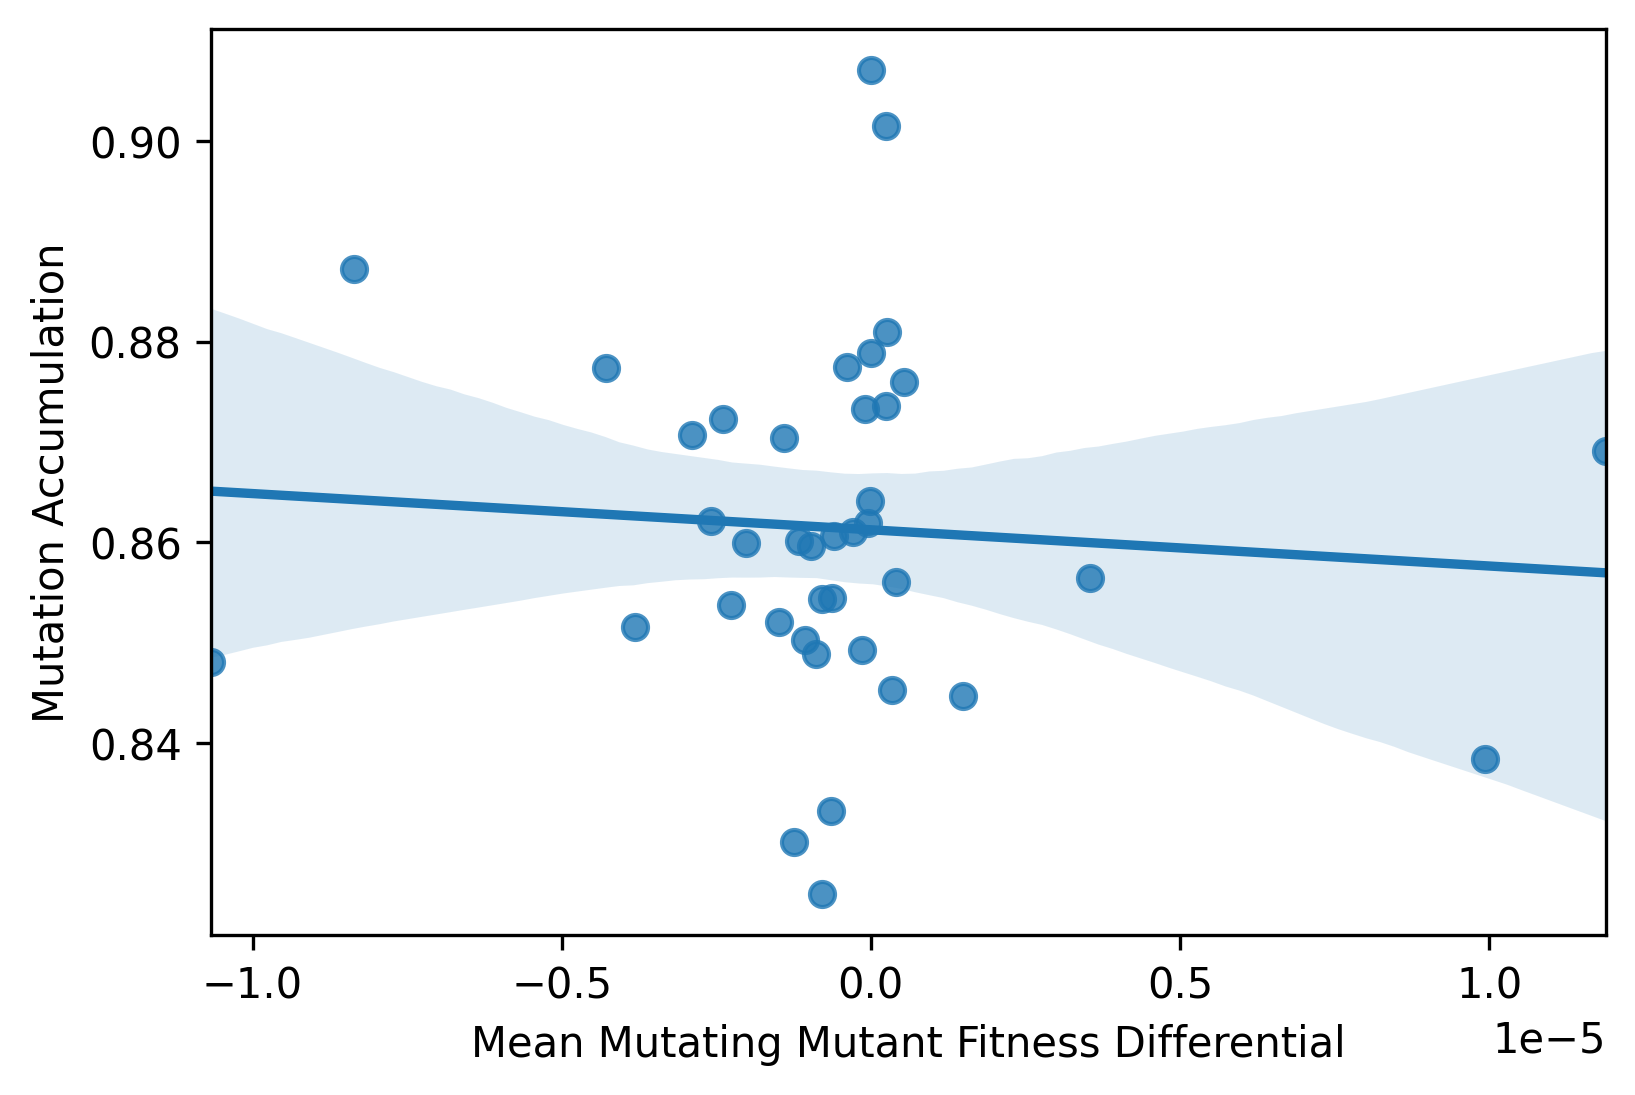 Mutation Accumulation
0.90
0.88
0.86
0.84
−1.0 −0.5 0.0 0.5 1.0
1e−5
Mean Mutating Mutant Fitness Differential